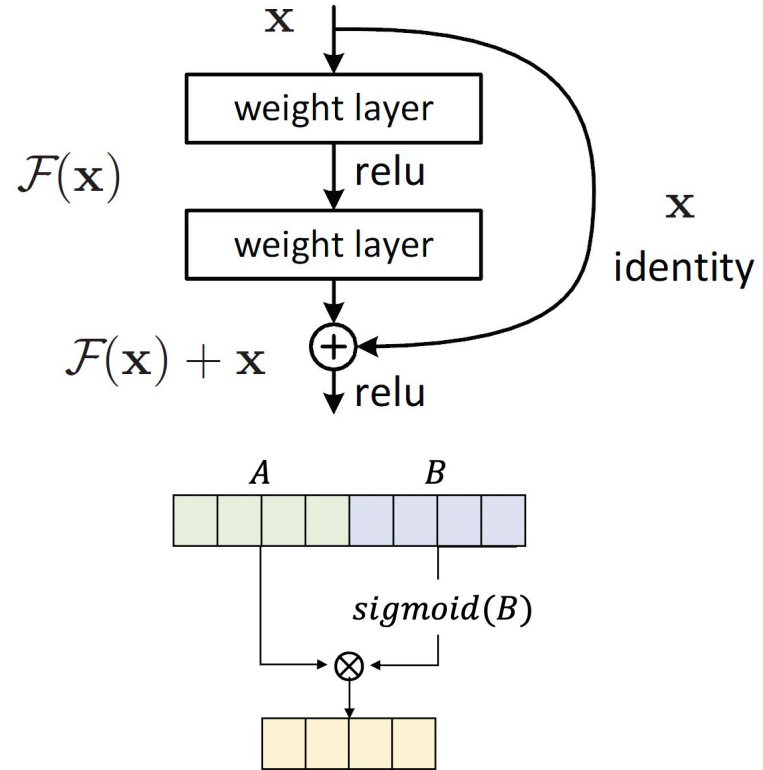 x
weight layer
F(x)
relu
x
weight layer
identity
F(x) + x
relu
A B
sigmoid(B)